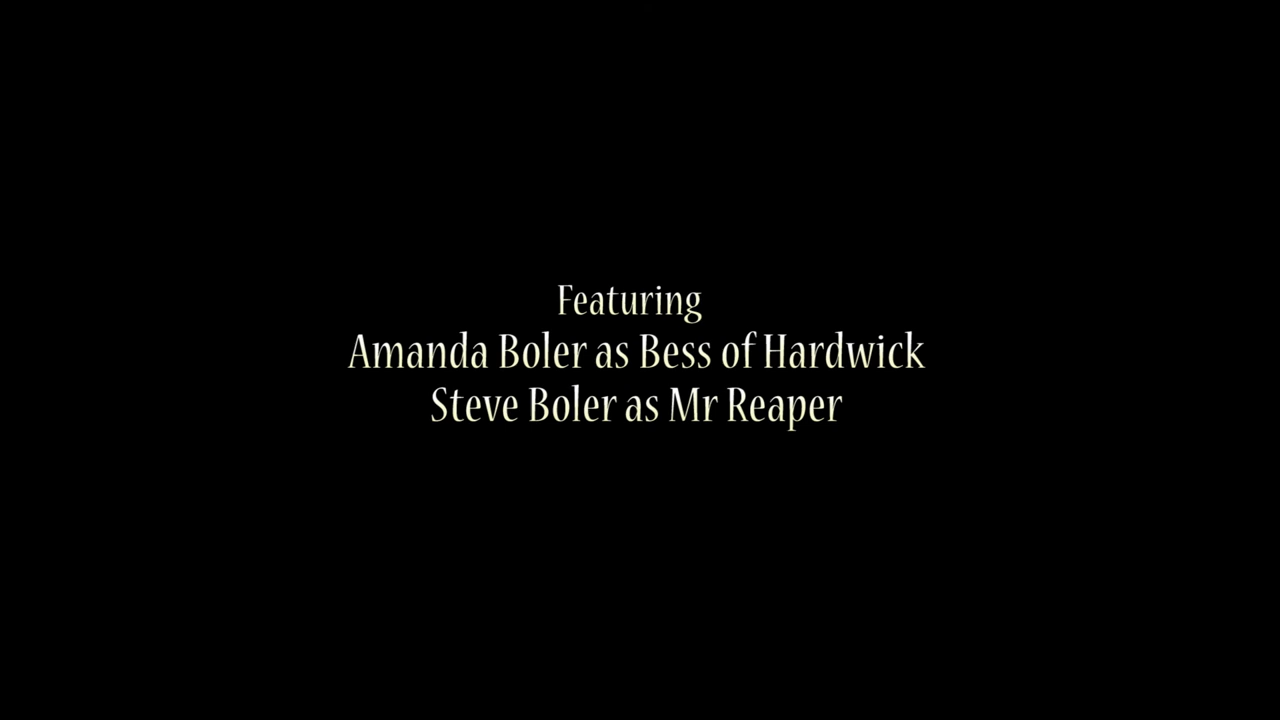 Featuring
Amanda Boler as Bess of Hardwick
Steve Boler as Mr Reaper